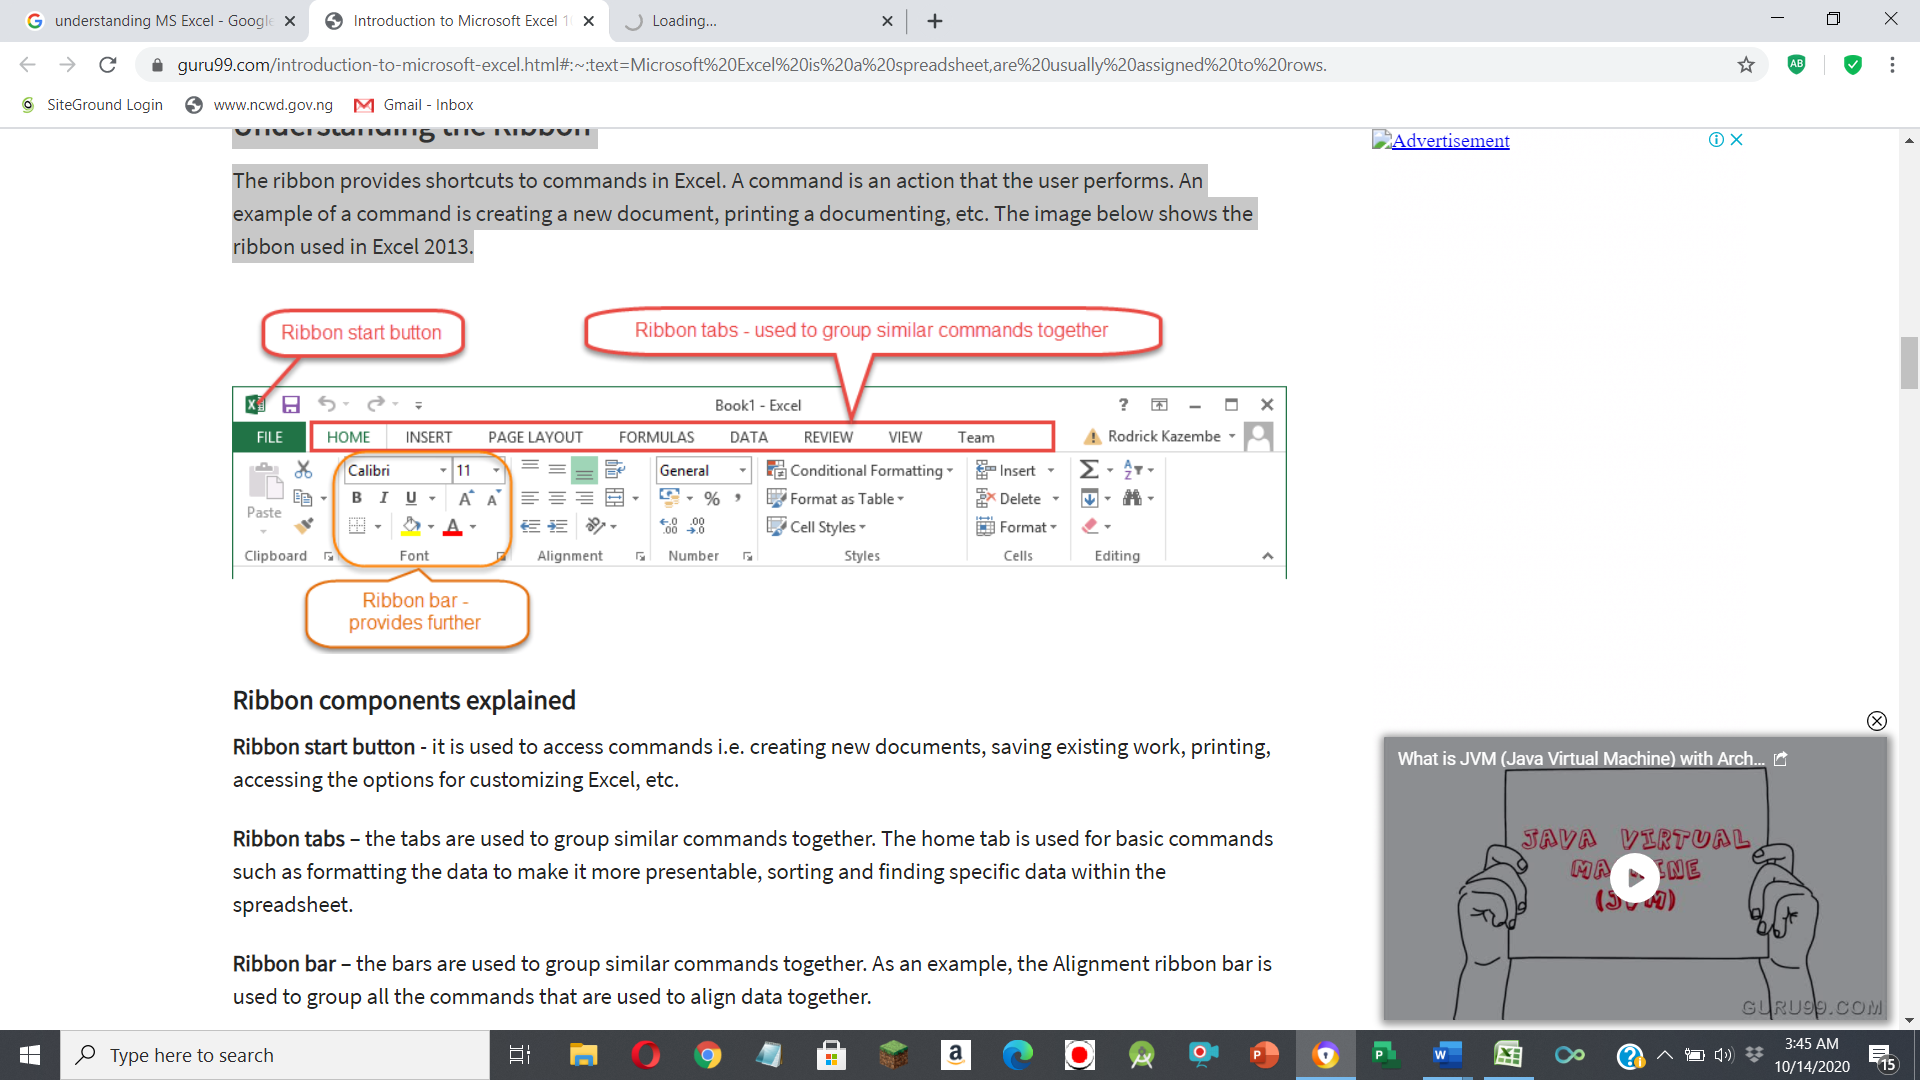 understanding MS Excel - Google
Introduction to Microsoft Excel 1
Loading...
guru99.com/introduction-to-microsoft-excel.html#:~:text=Microsoft%20Excel%20is%20a%20spreadsheet,are%20usually%20assigned%20to%20rows.
AB
SiteGround Login
www.ncwd.gov.ng
Gmail - Inbox
Understanding the Ribbon
Advertisement
The ribbon provides shortcuts to commands in Excel. A command is an action that the user performs. An
example of a command is creating a new document, printing a documenting, etc. The image below shows the
ribbon used in Excel 2013.
Ribbon start button
Ribbon tabs - used to group similar commands together
Book1 - Excel
?
FILE
HOME
INSERT
PAGE LAYOUT
FORMULAS
DATA
REVIEW
VIEW
Team
Rodrick Kazembe
Paste
Calibri
11
B I U A A
A
General
% ,
Conditional Formatting
Format as Table
Cell Styles
Insert
Delete
Format
Clipboard
Font
Alignment
Number
Styles
Cells
Editing
Ribbon bar -
provides further
Ribbon components explained
Ribbon start button - it is used to access commands i.e. creating new documents, saving existing work, printing,
accessing the options for customizing Excel, etc.
Ribbon tabs – the tabs are used to group similar commands together. The home tab is used for basic commands
such as formatting the data to make it more presentable, sorting and finding specific data within the
spreadsheet.
Ribbon bar – the bars are used to group similar commands together. As an example, the Alignment ribbon bar is
used to group all the commands that are used to align data together.
What is JVM (Java Virtual Machine) with Arch...
JAVA VIRTUAL
MACHINE
(JVM)
GURU99.COM
Type here to search
3:45 AM
10/14/2020
15